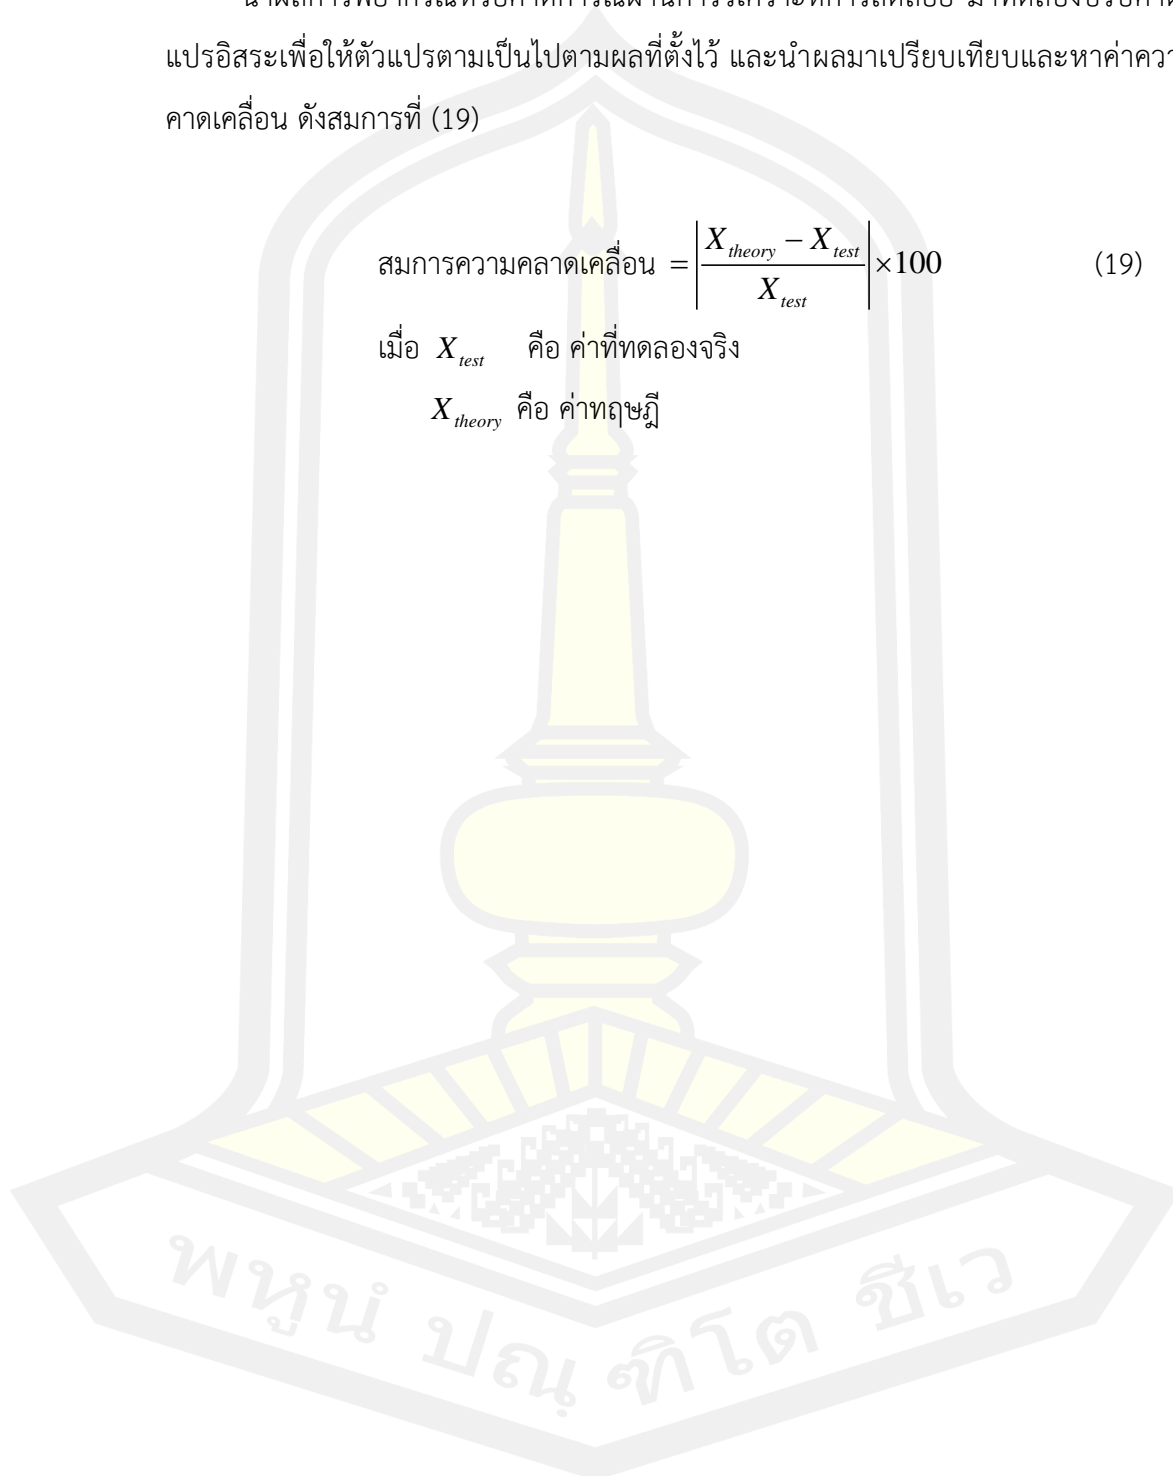 แปรอิสระเพื่อให้ตัวแปรตามเป็นไปตามผลที่ตั้งไว้ และนำผลมาเปรียบเทียบและหาค่าควา
คาดเคลื่อน ดังสมการที่ (19)
สมการความคลาดเคลื่อน = |(X_theory − X_test) / X_test| ×100 (19)
เมื่อ X_test คือ ค่าที่ทดลองจริง
X_theory คือ ค่าทฤษฎี
พหูนํ ปณฺฑิโต ชีเว